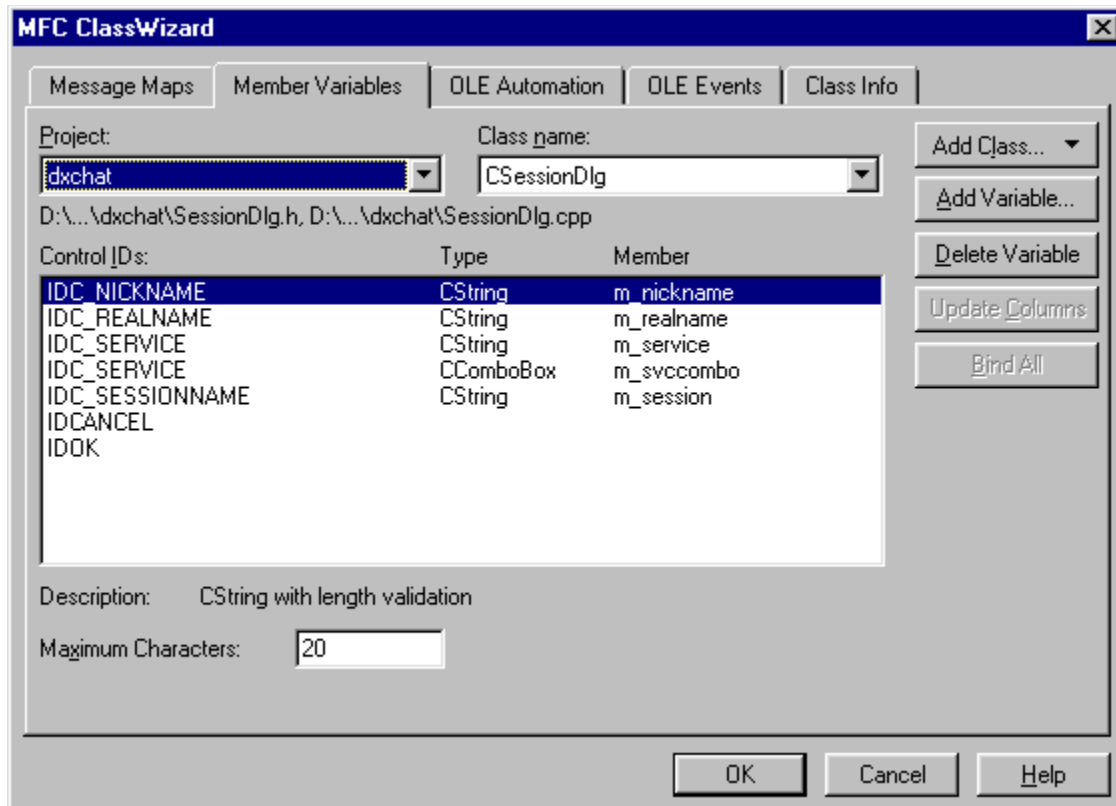 MFC ClassWizard
Message Maps Member Variables OLE Automation OLE Events Class Info
Project: Class name:
dxchat CSessionDlg
Add Class...
D:\...\dxchat\SessionDlg.h, D:\...\dxchat\SessionDlg.cpp
Add Variable...
Control IDs: Type Member
Delete Variable
IDC_NICKNAME CString m_nickname
IDC_REALNAME CString m_realname
IDC_SERVICE CString m_service
IDC_SERVICE CComboBox m_svccombo
IDC_SESSIONNAME CString m_session
IDCANCEL
IDOK
Update Columns
Bind All
Description: CString with length validation
Maximum Characters: 20
OK Cancel Help